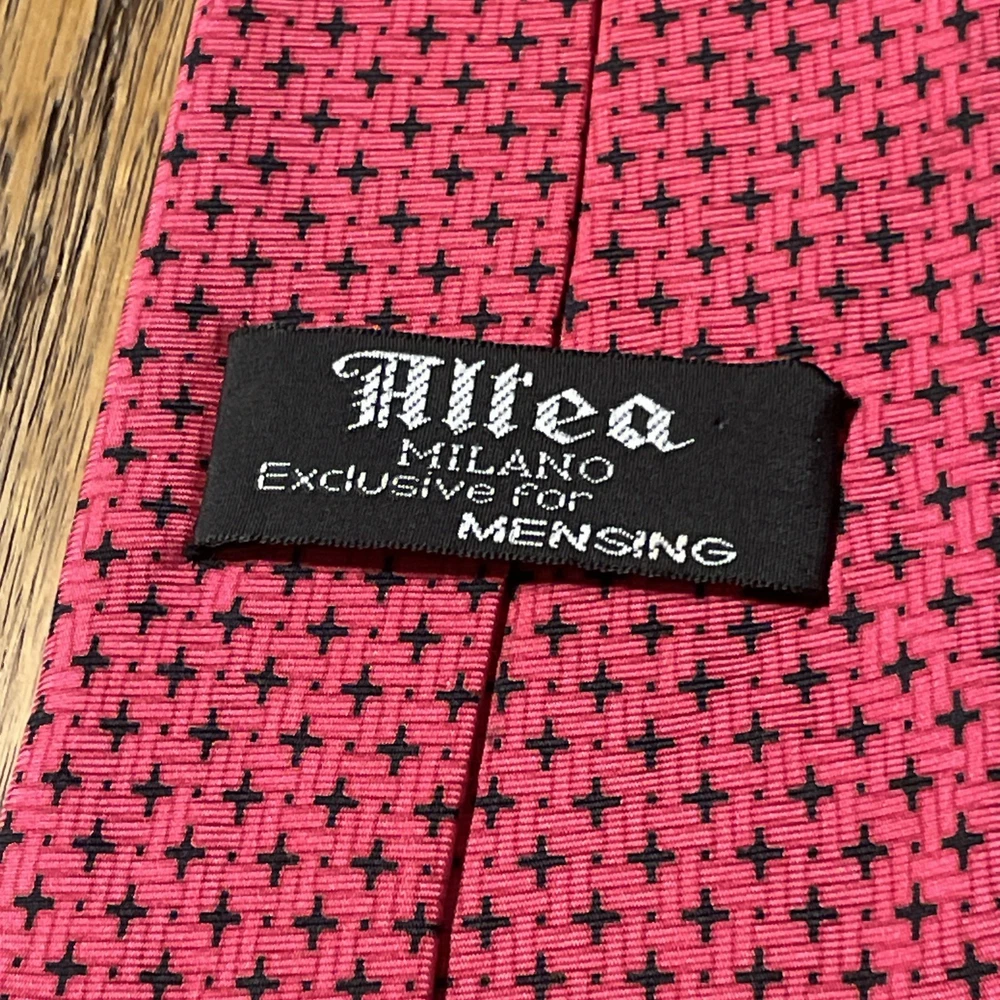 Altea
MILANO
Exclusive for
MENSING